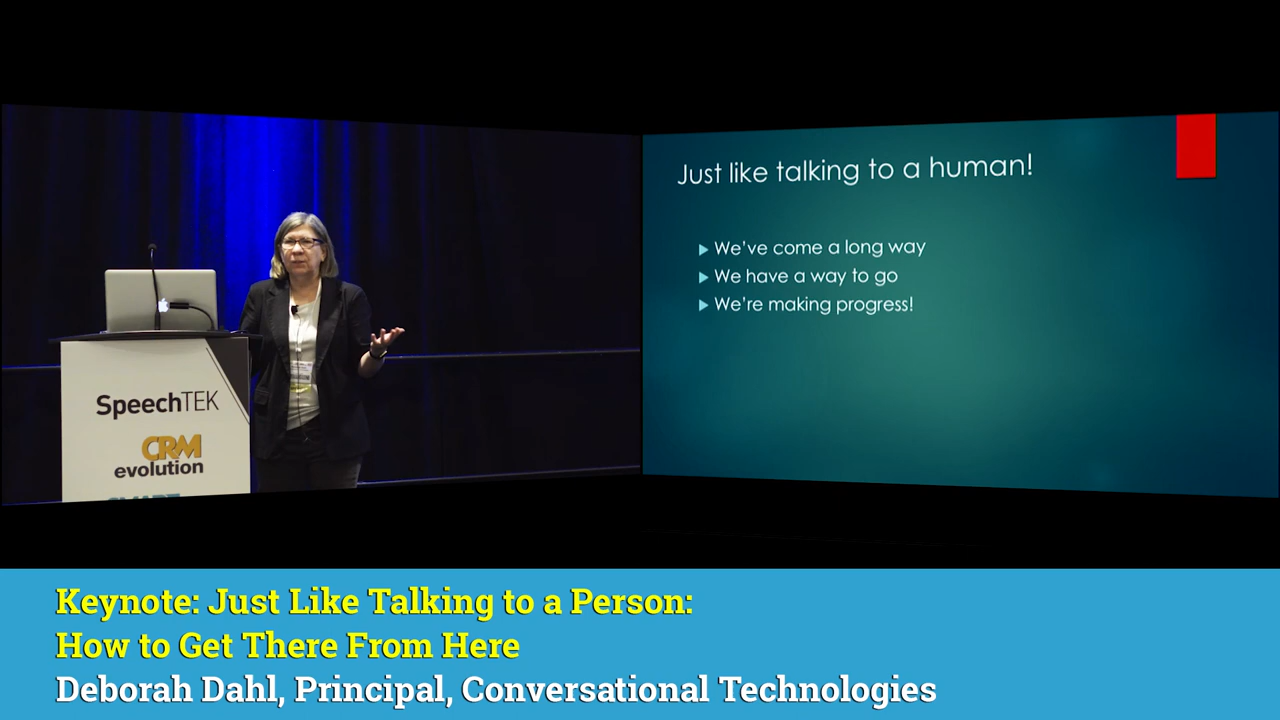 SpeechTEK
CRM
evolution
Just like talking to a human!
We've come a long way
We have a way to go
We're making progress!
Keynote: Just Like Talking to a Person:
How to Get There From Here
Deborah Dahl, Principal, Conversational Technologies